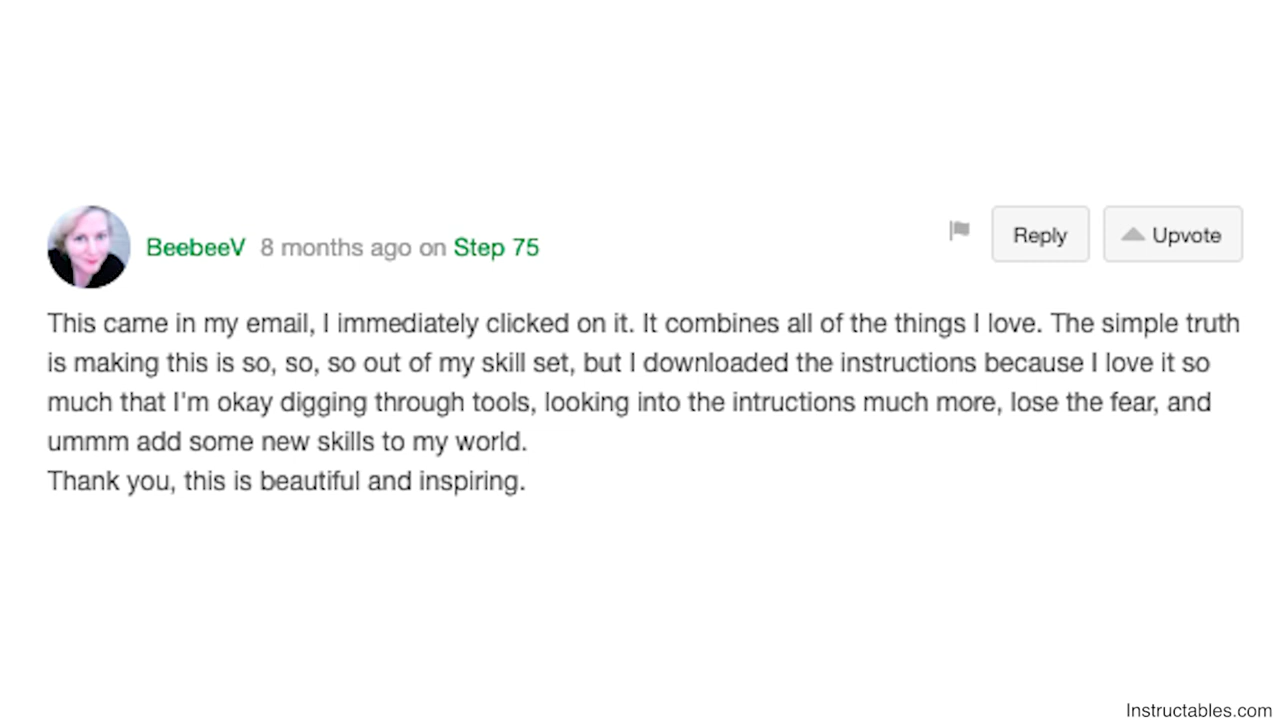 BeebeeV 8 months ago on Step 75
Reply
Upvote
This came in my email, I immediately clicked on it. It combines all of the things I love. The simple truth
is making this is so, so, so out of my skill set, but I downloaded the instructions because I love it so
much that I'm okay digging through tools, looking into the intructions much more, lose the fear, and
ummm add some new skills to my world.
Thank you, this is beautiful and inspiring.
Instructables.com